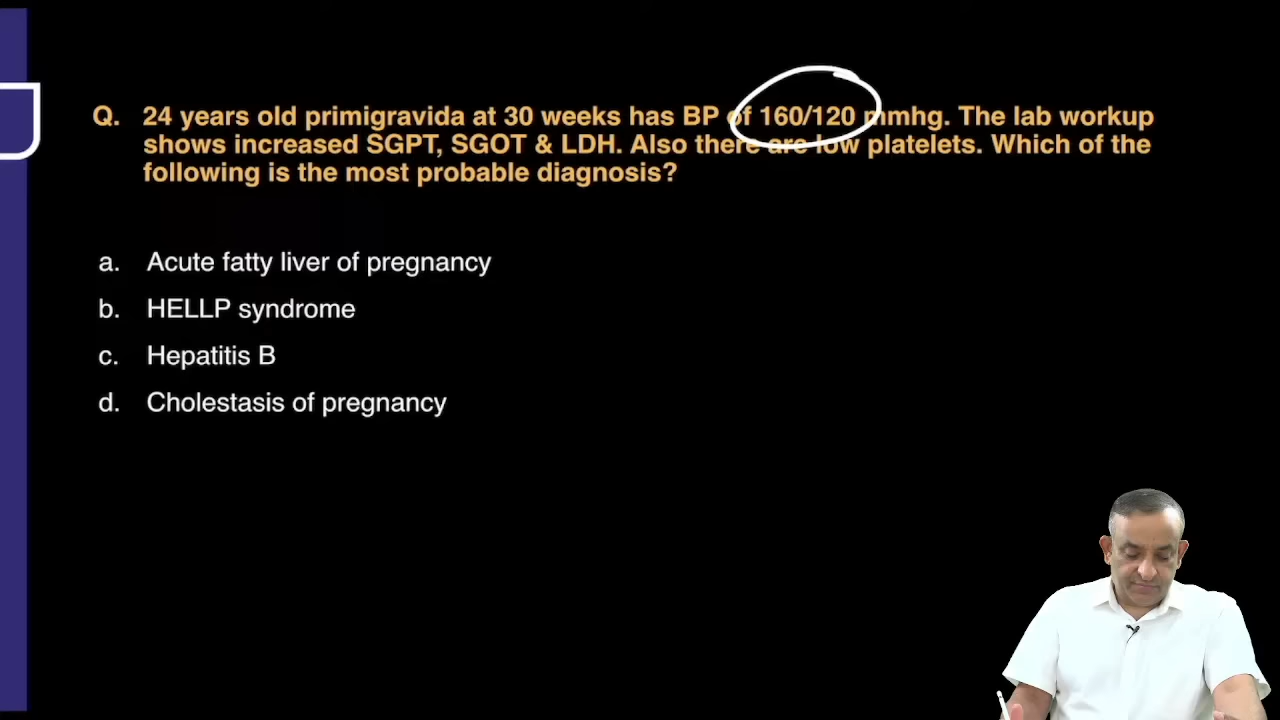 Q. 24 years old primigravida at 30 weeks has BP of 160/120 mmhg. The lab workup
shows increased SGPT, SGOT & LDH. Also there are low platelets. Which of the
following is the most probable diagnosis?
a. Acute fatty liver of pregnancy
b. HELLP syndrome
c. Hepatitis B
d. Cholestasis of pregnancy